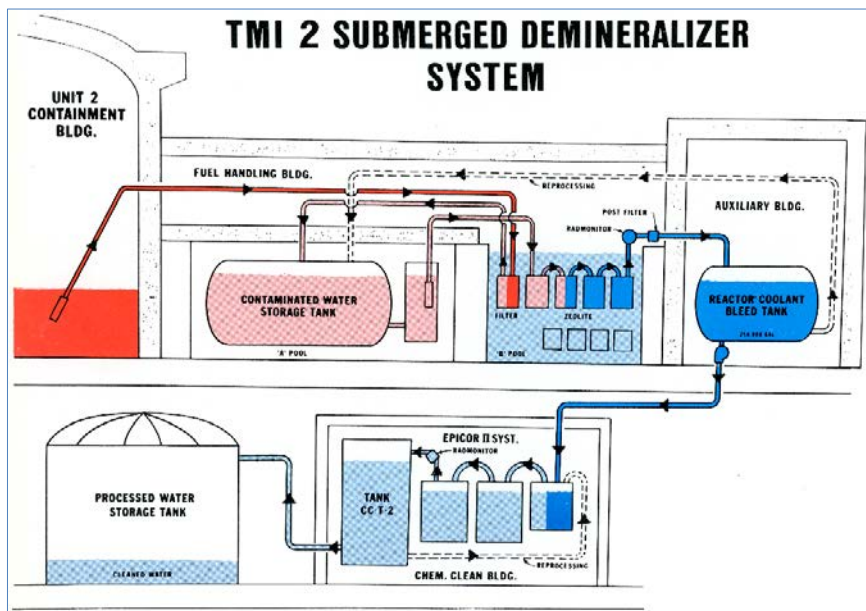 TMI 2 SUBMERGED DEMINERALIZER
SYSTEM
UNIT 2
CONTAINMENT
BLDG.
FUEL HANDLING BLDG.
REPROCESSING
AUXILIARY BLDG.
POST FILTER
RADMONITOR
CONTAMINATED WATER
STORAGE TANK
FILTER
ZEOLITE
REACTOR COOLANT
BLEED TANK
'A' POOL
'B' POOL
EPICOR II SYST.
RADMONITOR
TANK
CC T-2
PROCESSED WATER
STORAGE TANK
CLEANED WATER
REPROCESSING
CHEM. CLEAN BLDG.